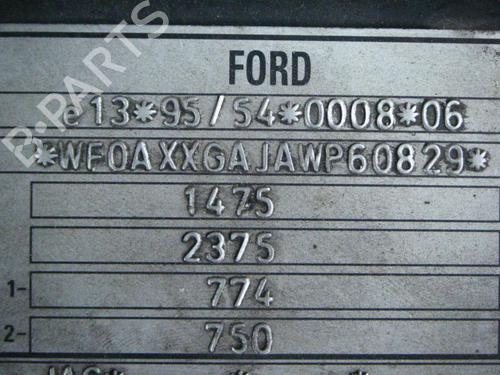 B-PARTS
FORD
e13*95/54*0008*06
*WF0AXXGAJAWP60829*
1475
2375
1- 774
2- 750